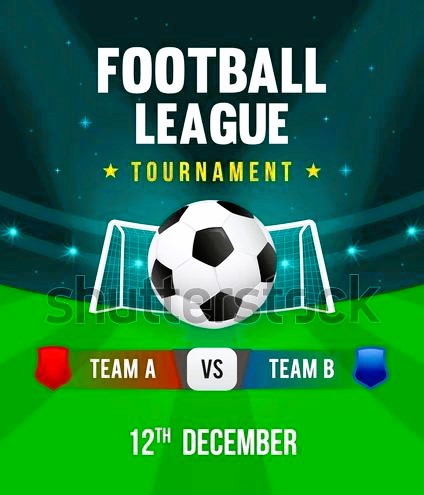 FOOTBALL
LEAGUE
★ TOURNAMENT ★
shutterstock
TEAM A VS TEAM B
12TH DECEMBER